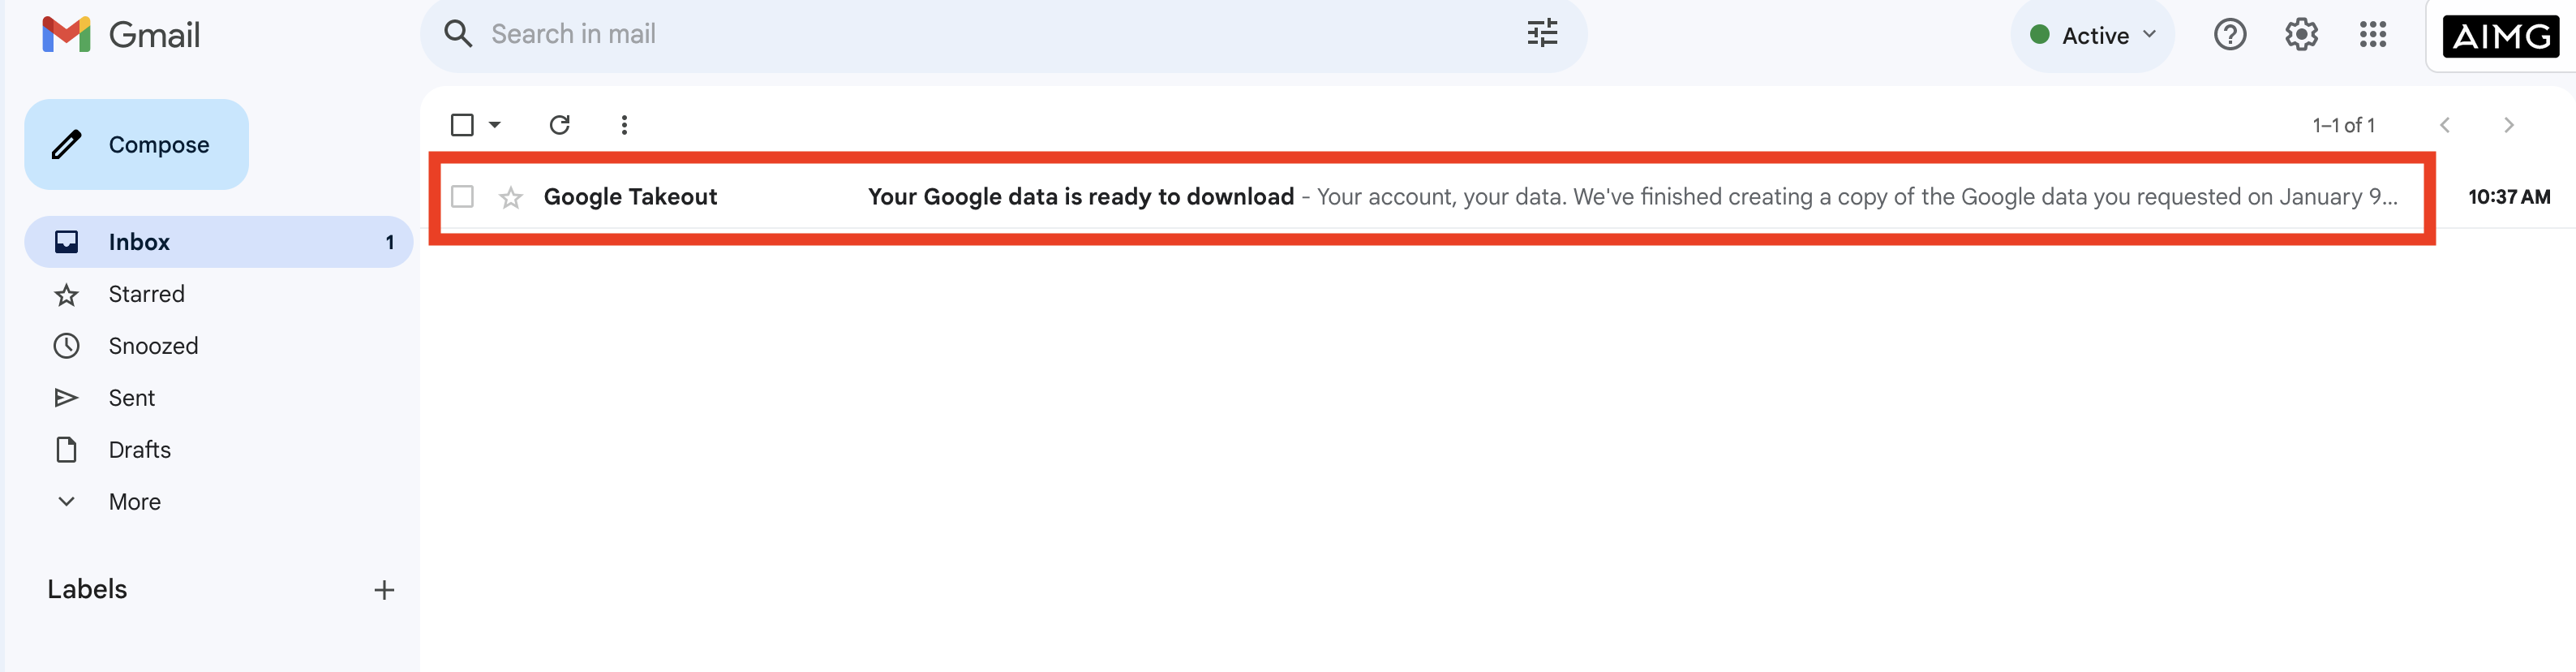 Gmail
Search in mail
Active
AIMG
Compose
1–1 of 1
Google Takeout Your Google data is ready to download - Your account, your data. We've finished creating a copy of the Google data you requested on January 9... 10:37 AM
Inbox 1
Starred
Snoozed
Sent
Drafts
More
Labels